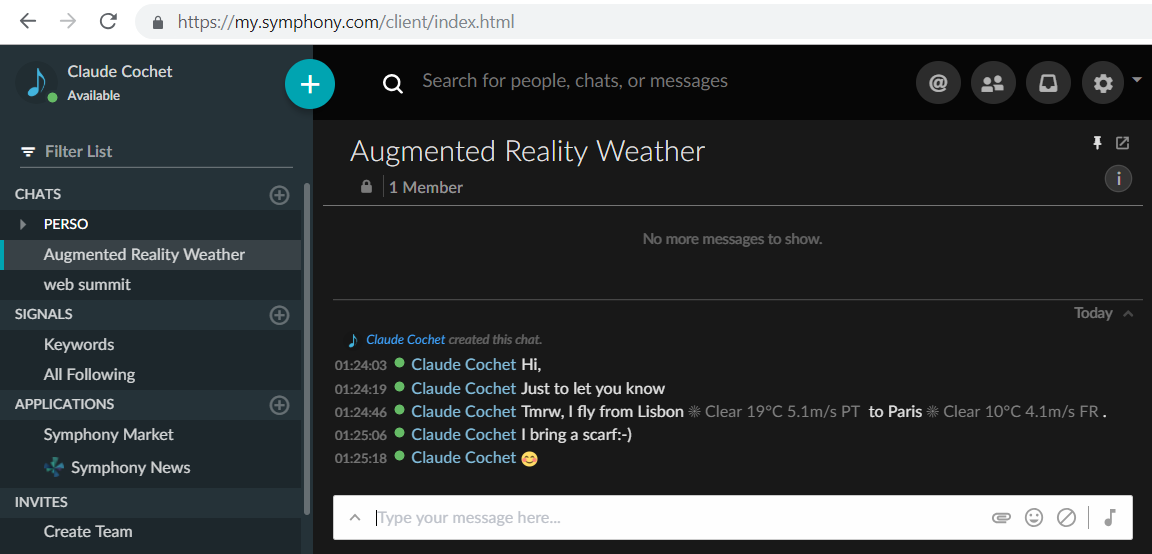 https://my.symphony.com/client/index.html
Claude Cochet
Available
+
Search for people, chats, or messages
@
Filter List
CHATS
PERSO
Augmented Reality Weather
web summit
SIGNALS
Keywords
All Following
APPLICATIONS
Symphony Market
Symphony News
INVITES
Create Team
Augmented Reality Weather
1 Member
i
No more messages to show.
Today
Claude Cochet created this chat.
01:24:03 Claude Cochet Hi,
01:24:19 Claude Cochet Just to let you know
01:24:46 Claude Cochet Tmrw, I fly from Lisbon ☀ Clear 19°C 5.1m/s PT to Paris ☀ Clear 10°C 4.1m/s FR .
01:25:06 Claude Cochet I bring a scarf:-)
01:25:18 Claude Cochet 😊
Type your message here...